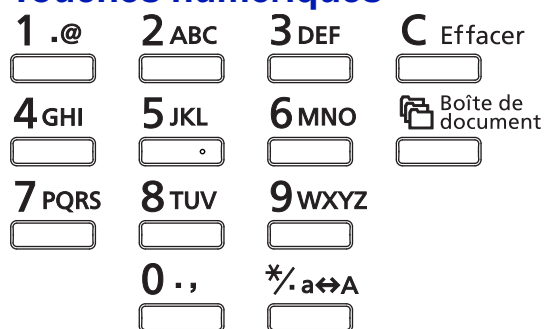 Touches numériques
1 .@ 2 ABC 3 DEF C Effacer
4 GHI 5 JKL 6 MNO Boîte de
document
7 PQRS 8 TUV 9 WXYZ
0 ., */. a↔A